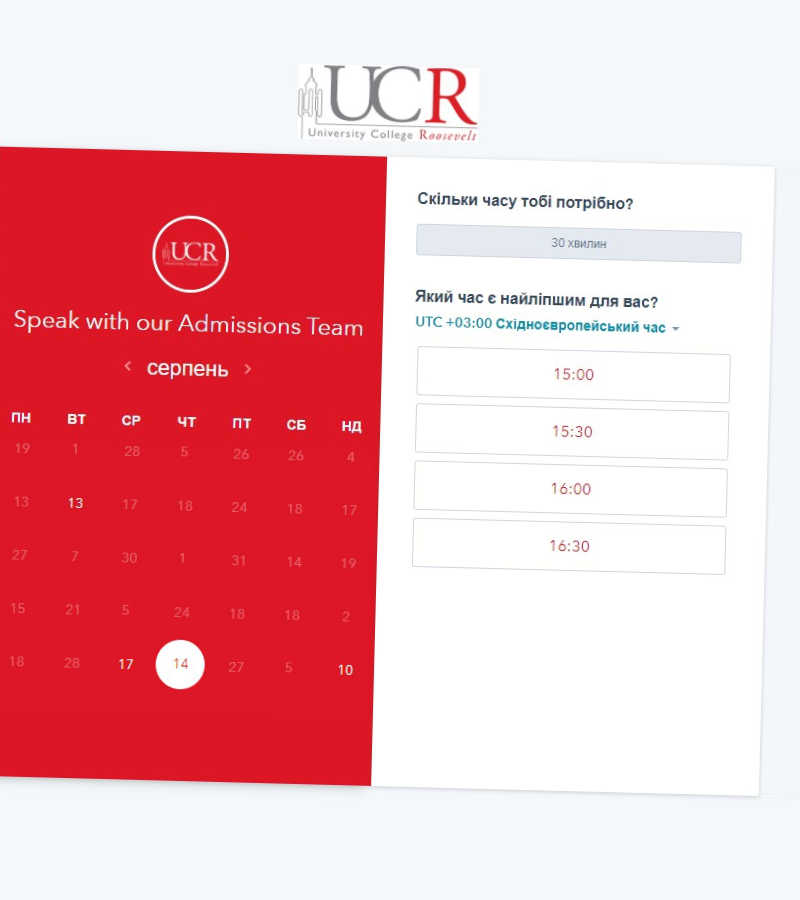 UCR
University College Roosevelt
UCR
Speak with our Admissions Team
серпень
ПН ВТ СР ЧТ ПТ СБ НД
19 1 28 5 26 26 4
13 13 17 18 24 18 17
27 7 30 1 31 14 19
15 21 5 24 18 18 2
18 28 17 14 27 5 10
Скільки часу тобі потрібно?
30 хвилин
Який час є найліпшим для вас?
UTC +03:00 Східноєвропейський час
15:00
15:30
16:00
16:30